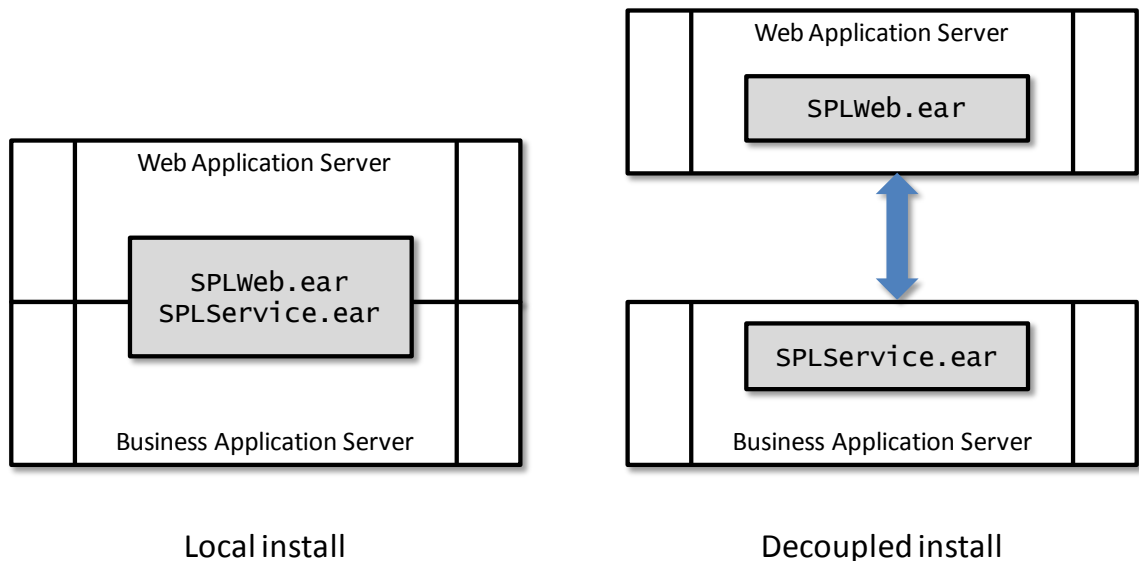 Web Application Server
SPLWeb.ear
SPLService.ear
Business Application Server
Local install
Web Application Server
SPLWeb.ear
SPLService.ear
Business Application Server
Decoupled install